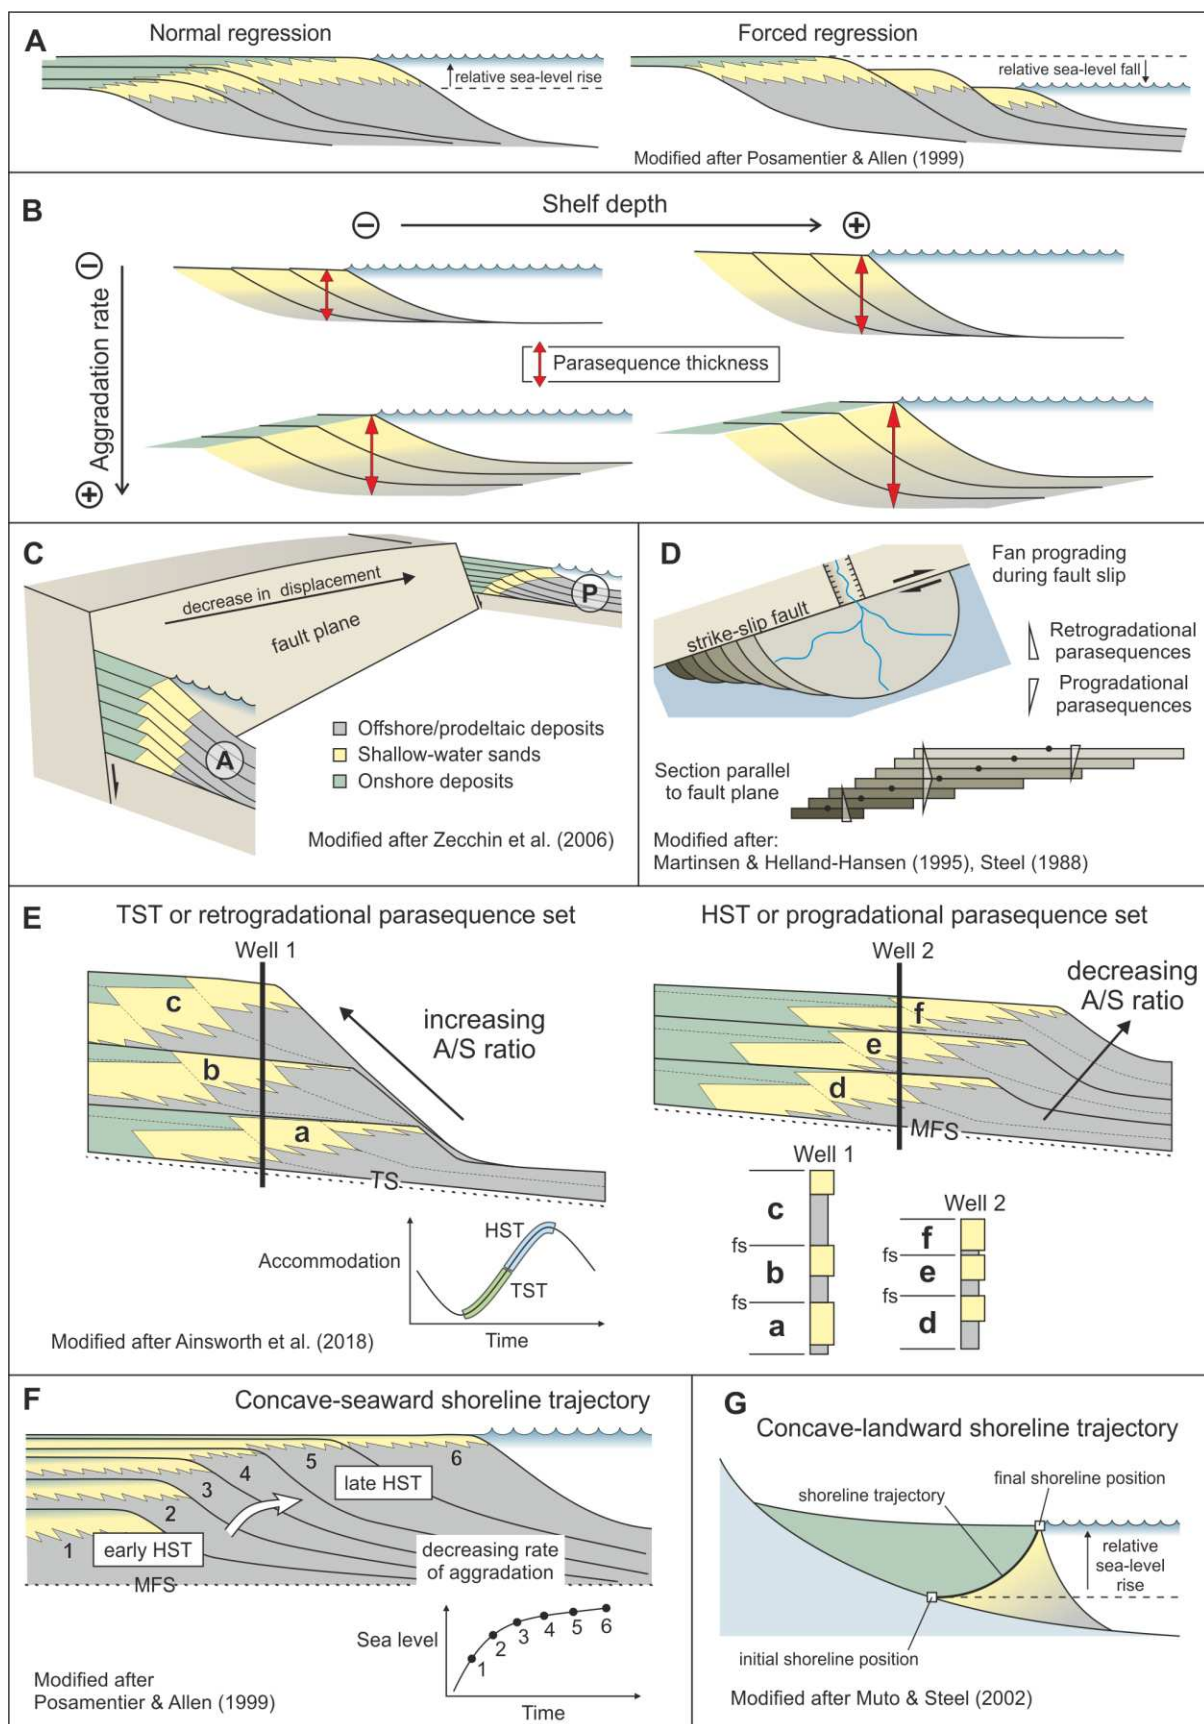 A
Normal regression
Forced regression
relative sea-level rise
relative sea-level fall
Modified after Posamentier & Allen (1999)
B
Shelf depth
−
+
−
Aggradation rate
+
Parasequence thickness
C
decrease in displacement
fault plane
P
A
Offshore/prodeltaic deposits
Shallow-water sands
Onshore deposits
Modified after Zecchin et al. (2006)
D
Fan prograding
during fault slip
strike-slip fault
Retrogradational
parasequences
Progradational
parasequences
Section parallel
to fault plane
Modified after:
Martinsen & Helland-Hansen (1995), Steel (1988)
E
TST or retrogradational parasequence set
HST or progradational parasequence set
Well 1
c
b
a
TS
increasing
A/S ratio
Well 2
f
e
d
MFS
decreasing
A/S ratio
Accommodation
HST
TST
Time
Well 1
c
fs
b
fs
a
Well 2
f
fs
e
fs
d
Modified after Ainsworth et al. (2018)
F
Concave-seaward shoreline trajectory
1
2
3
4
5
6
early HST
late HST
MFS
decreasing rate
of aggradation
Sea level
1
2
3
4
5
6
Time
Modified after
Posamentier & Allen (1999)
G
Concave-landward shoreline trajectory
final shoreline position
shoreline trajectory
relative
sea-level
rise
initial shoreline position
Modified after Muto & Steel (2002)